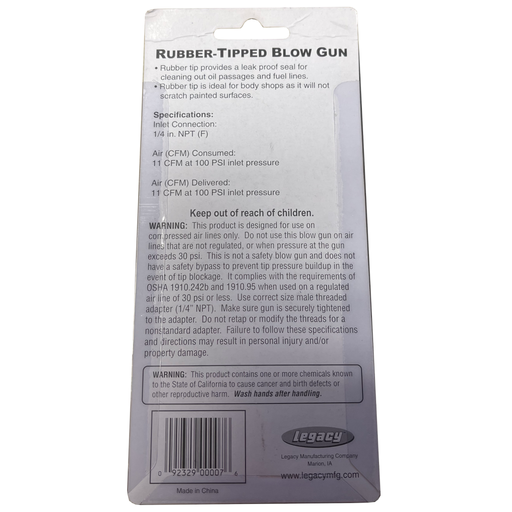 RUBBER-TIPPED BLOW GUN
• Rubber tip provides a leak proof seal for
cleaning out oil passages and fuel lines.
• Rubber tip is ideal for body shops as it will not
scratch painted surfaces.
Specifications:
Inlet Connection:
1/4 in. NPT (F)
Air (CFM) Consumed:
11 CFM at 100 PSI inlet pressure
Air (CFM) Delivered:
11 CFM at 100 PSI inlet pressure
Keep out of reach of children.
WARNING: This product is designed for use on
compressed air lines only. Do not use this blow gun on air
lines that are not regulated, or when pressure at the gun
exceeds 30 psi. This is not a safety blow gun and does not
have a safety bypass to prevent tip pressure buildup in the
event of tip blockage. It complies with the requirements of
OSHA 1910.242b and 1910.95 when used on a regulated
air line of 30 psi or less. Use correct size male threaded
adapter (1/4" NPT). Make sure gun is securely tightened
to the adapter. Do not retap or modify the threads for a
nonstandard adapter. Failure to follow these specifications
and directions may result in personal injury and/or
property damage.
WARNING: This product contains one or more chemicals known
to the State of California to cause cancer and birth defects or
other reproductive harm. Wash hands after handling.
Legacy
Legacy Manufacturing Company
Marion, IA
www.legacymfg.com
0 92329 00007
Made in China